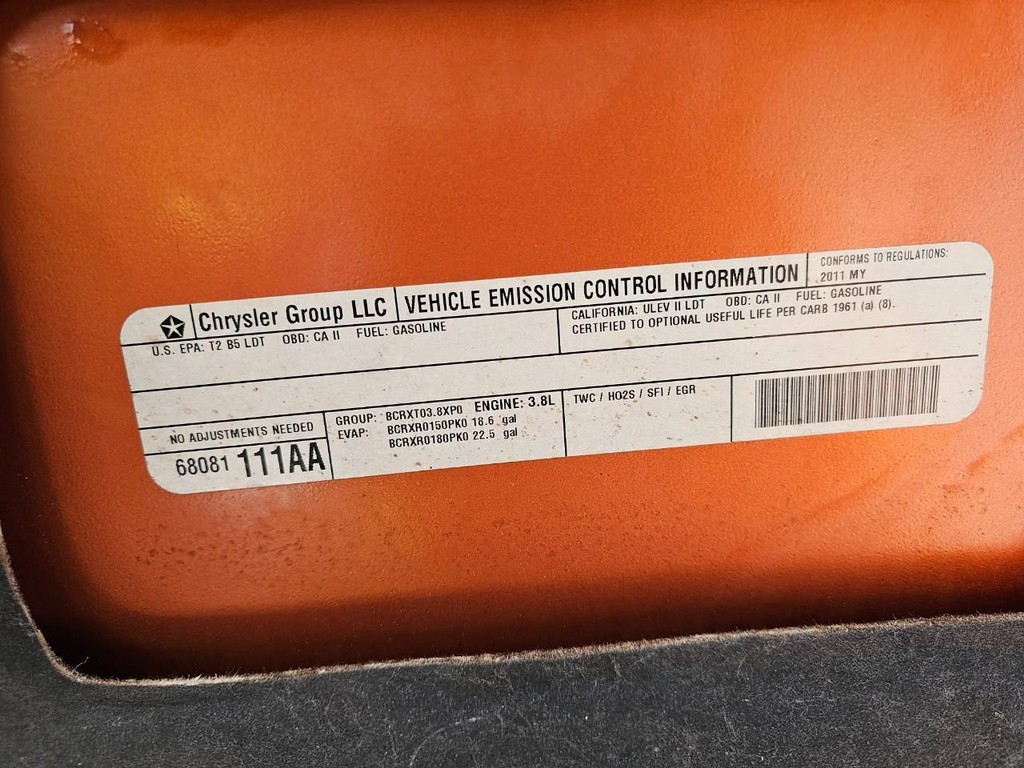 Chrysler Group LLC
VEHICLE EMISSION CONTROL INFORMATION
CONFORMS TO REGULATIONS:
2011 MY
U.S. EPA: T2 B5 LDT OBD: CA II FUEL: GASOLINE
CALIFORNIA: ULEV II LDT OBD: CA II FUEL: GASOLINE
CERTIFIED TO OPTIONAL USEFUL LIFE PER CARB 1961 (a) (8).
NO ADJUSTMENTS NEEDED
68081 111AA
GROUP: BCRXT03.8XP0 ENGINE: 3.8L
EVAP: BCRXR0150PK0 18.6 gal
BCRXR0180PK0 22.5 gal
TWC / HO2S / SFI / EGR